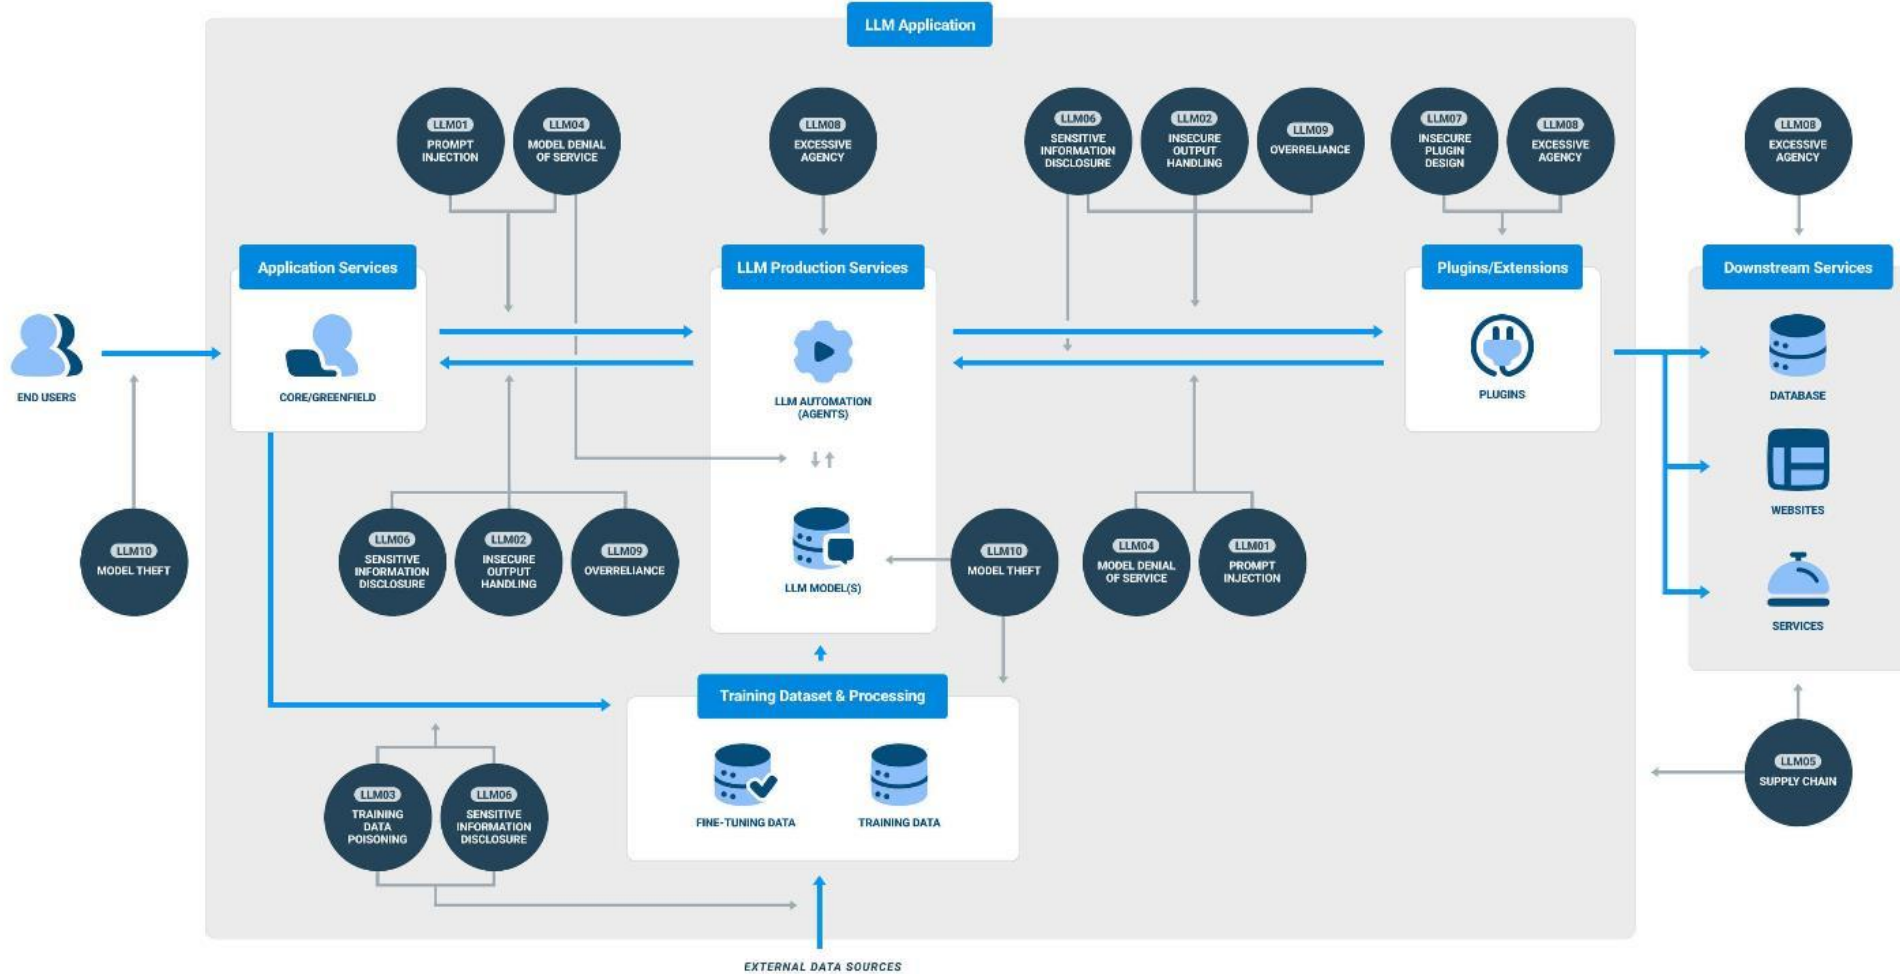 LLM Application
LLM01
PROMPT
INJECTION
LLM04
MODEL DENIAL
OF SERVICE
LLM08
EXCESSIVE
AGENCY
LLM06
SENSITIVE
INFORMATION
DISCLOSURE
LLM02
INSECURE
OUTPUT
HANDLING
LLM09
OVERRELIANCE
LLM07
INSECURE
PLUGIN
DESIGN
LLM08
EXCESSIVE
AGENCY
LLM08
EXCESSIVE
AGENCY
Application Services
LLM Production Services
Plugins/Extensions
Downstream Services
END USERS
CORE/GREENFIELD
LLM AUTOMATION
(AGENTS)
PLUGINS
DATABASE
WEBSITES
SERVICES
LLM10
MODEL THEFT
LLM06
SENSITIVE
INFORMATION
DISCLOSURE
LLM02
INSECURE
OUTPUT
HANDLING
LLM09
OVERRELIANCE
LLM MODEL(S)
LLM10
MODEL THEFT
LLM04
MODEL DENIAL
OF SERVICE
LLM01
PROMPT
INJECTION
Training Dataset & Processing
FINE-TUNING DATA
TRAINING DATA
LLM03
TRAINING
DATA
POISONING
LLM06
SENSITIVE
INFORMATION
DISCLOSURE
LLM05
SUPPLY CHAIN
EXTERNAL DATA SOURCES